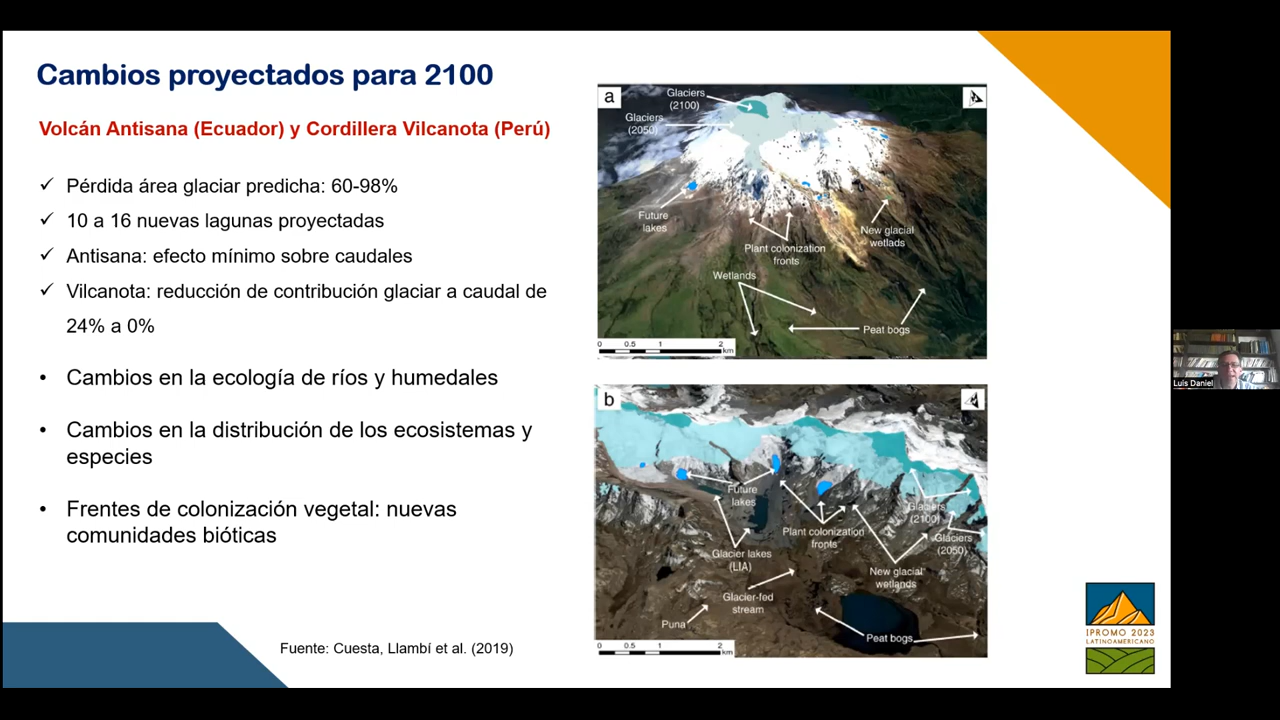 Cambios proyectados para 2100
Volcán Antisana (Ecuador) y Cordillera Vilcanota (Perú)
✓ Pérdida área glaciar predicha: 60-98%
✓ 10 a 16 nuevas lagunas proyectadas
✓ Antisana: efecto mínimo sobre caudales
✓ Vilcanota: reducción de contribución glaciar a caudal de
24% a 0%
• Cambios en la ecología de ríos y humedales
• Cambios en la distribución de los ecosistemas y
especies
• Frentes de colonización vegetal: nuevas
comunidades bióticas
Fuente: Cuesta, Llambí et al. (2019)
a
Glaciers
(2100)
Glaciers
(2050)
Future
lakes
Plant colonization
fronts
New glacial
wetlads
Wetlands
Peat bogs
0 0.5 1 2
km
b
Future
lakes
Glaciers
(2100)
Plant colonization
fronts
Glaciers
(2050)
Glacier lakes
(LIA)
New glacial
wetlands
Glacier-fed
stream
Puna
Peat bogs
0 0.5 1 2
km
IPROMO 2023
LATINOAMERICANO
Luis Daniel